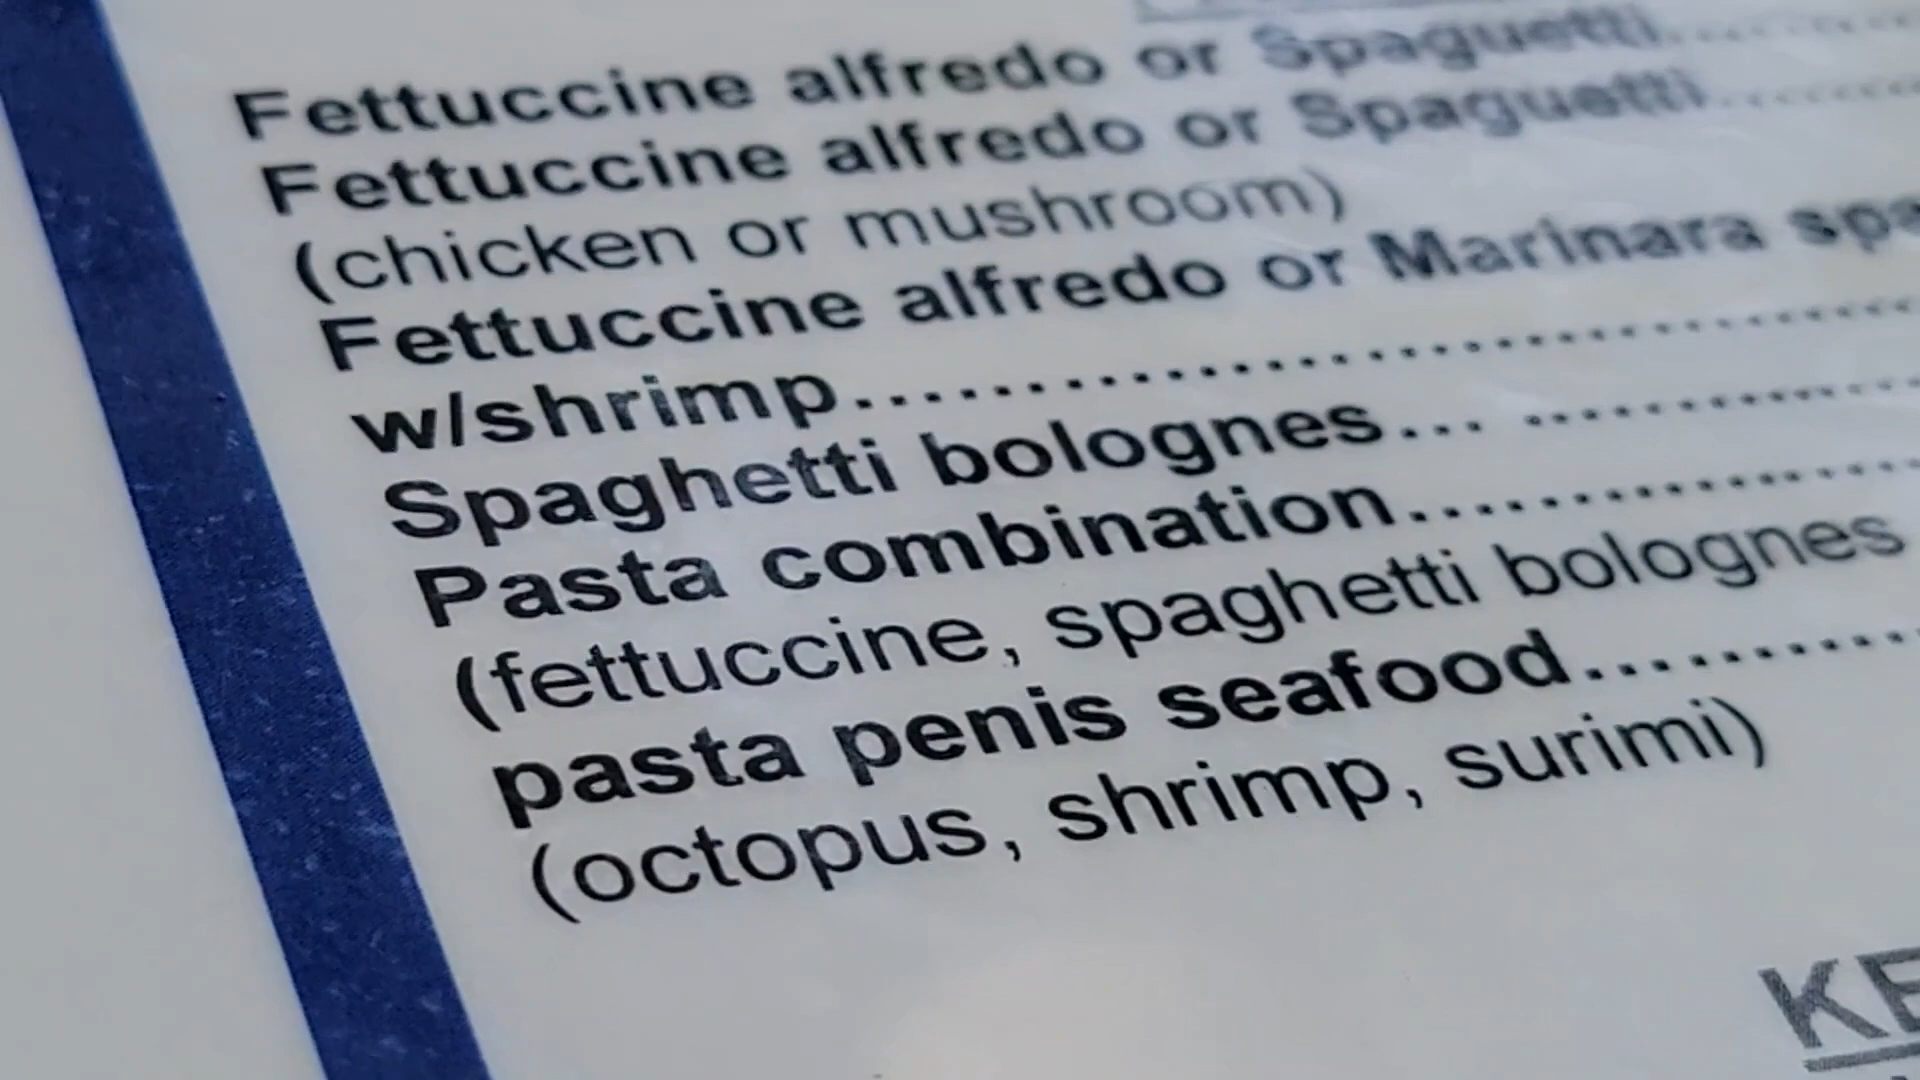 Fettuccine alfredo or Spaguetti..........
Fettuccine alfredo or Spaguetti..........
(chicken or mushroom)
Fettuccine alfredo or Marinara
w/shrimp..............................
Spaghetti bolognes... ....................
Pasta combination....................
(fettuccine, spaghetti bolognes
pasta penis seafood..............
(octopus, shrimp, surimi)